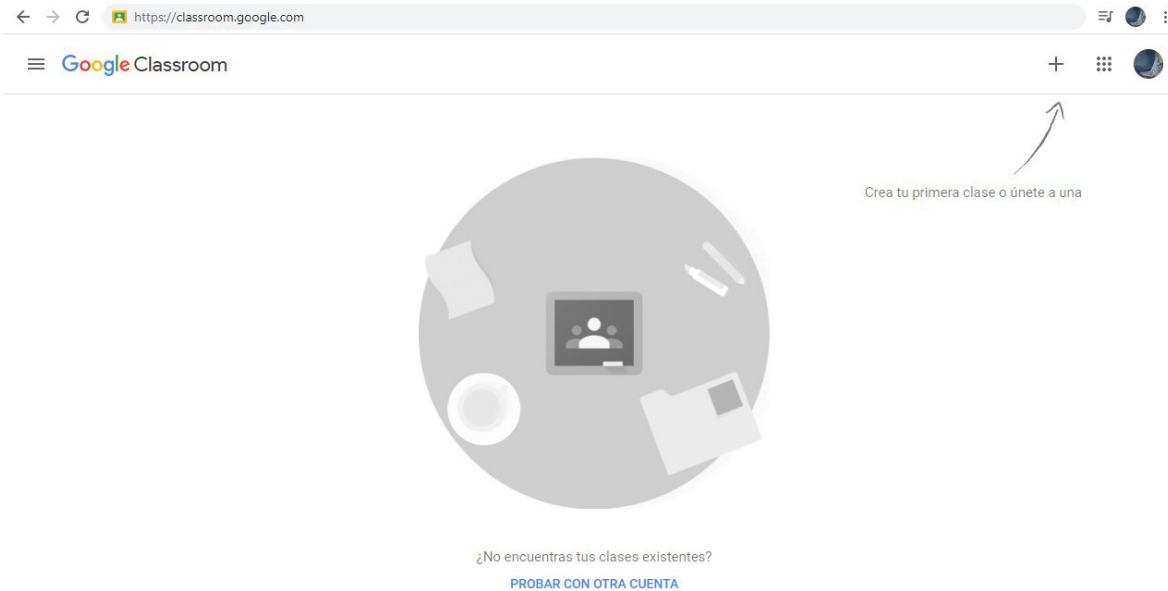 https://classroom.google.com
Google Classroom
Crea tu primera clase o únete a una
¿No encuentras tus clases existentes?
PROBAR CON OTRA CUENTA